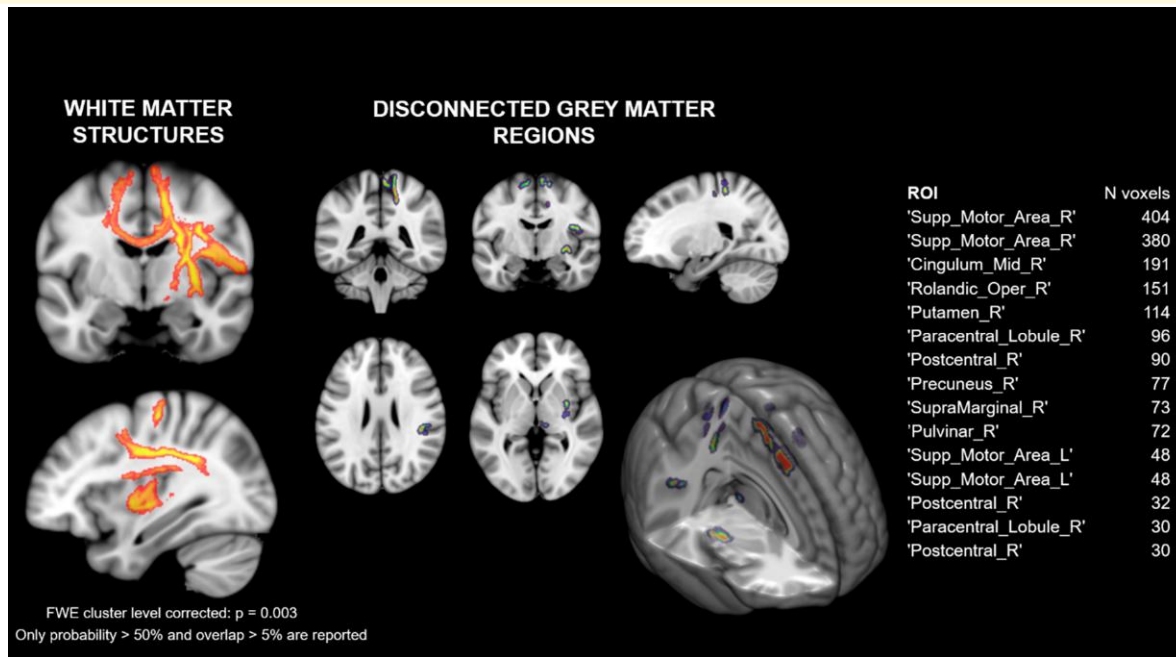 WHITE MATTER
STRUCTURES
DISCONNECTED GREY MATTER
REGIONS
ROI N voxels
'Supp_Motor_Area_R' 404
'Supp_Motor_Area_R' 380
'Cingulum_Mid_R' 191
'Rolandic_Oper_R' 151
'Putamen_R' 114
'Paracentral_Lobule_R' 96
'Postcentral_R' 90
'Precuneus_R' 77
'SupraMarginal_R' 73
'Pulvinar_R' 72
'Supp_Motor_Area_L' 48
'Supp_Motor_Area_L' 48
'Postcentral_R' 32
'Paracentral_Lobule_R' 30
'Postcentral_R' 30
FWE cluster level corrected: p = 0.003
Only probability > 50% and overlap > 5% are reported